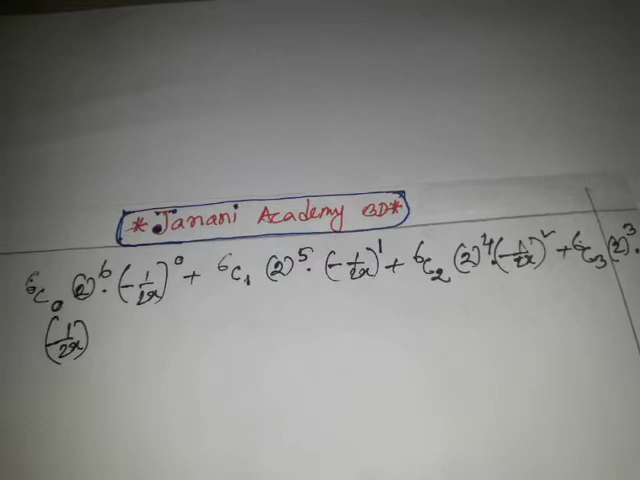 *Janani Academy BD*
⁶C₀ (2)⁶·(-1/2x)⁰ + ⁶C₁ (2)⁵·(-1/2x)¹ + ⁶C₂ (2)⁴·(-1/2x)² + ⁶C₃ (2)³·
(-1/2x)